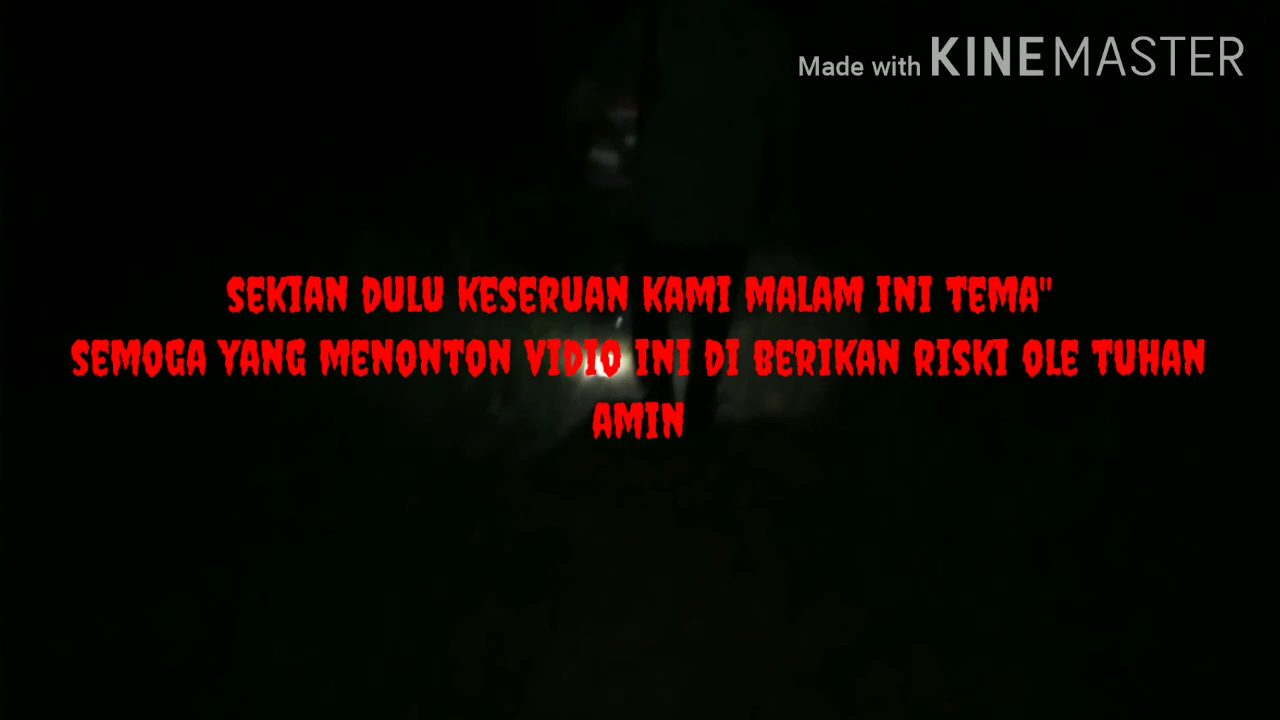 Made with KINEMASTER
SEKIAN DULU KESERUAN KAMI MALAM INI TEMA"
SEMOGA YANG MENONTON VIDIO INI DI BERIKAN RISKI OLE TUHAN
AMIN